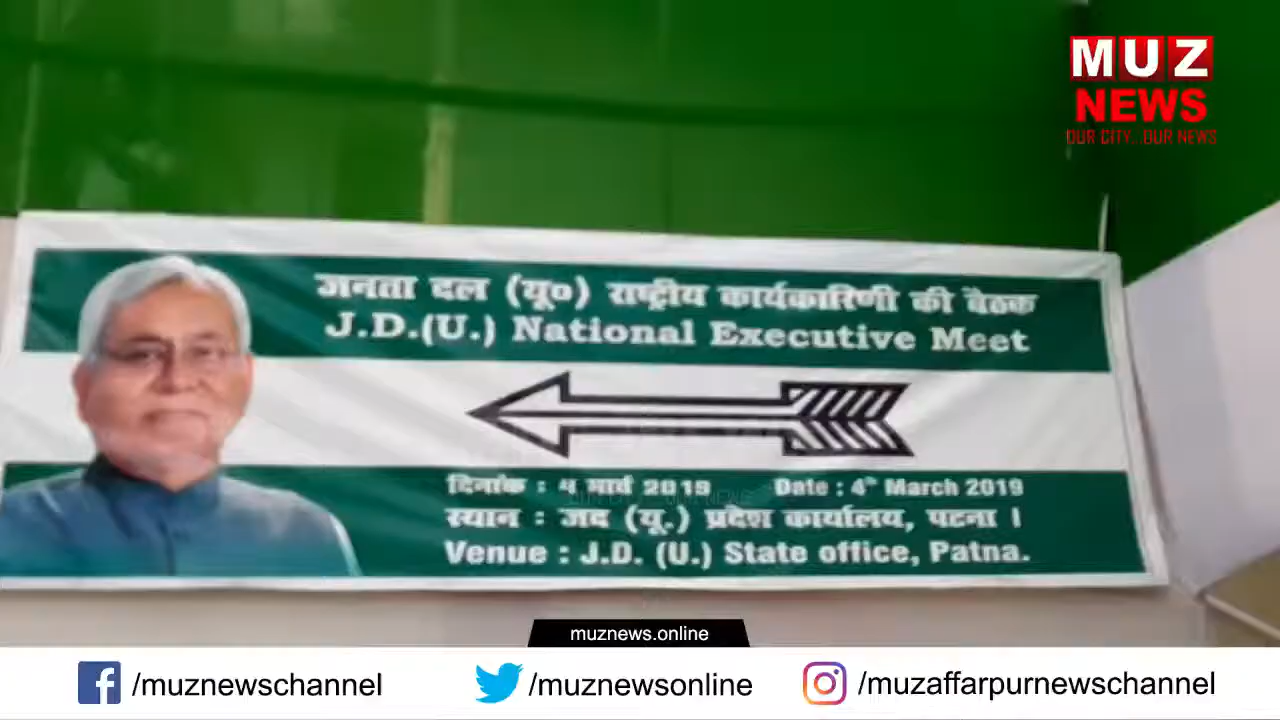 MUZ
NEWS
OUR CITY...OUR NEWS
जनता दल (यू०) राष्ट्रीय कार्यकारिणी की बैठक
J.D.(U.) National Executive Meet
दिनांक : ४ मार्च 2019 Date : 4th March 2019
स्थान : जद (यू.) प्रदेश कार्यालय, पटना ।
Venue : J.D. (U.) State office, Patna.
muznews.online
/muznewschannel /muznewsonline /muzaffarpurnewschannel